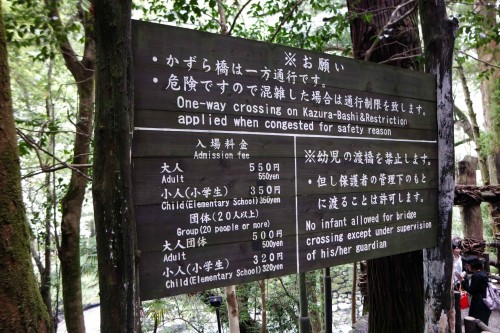 ※お願い
・かずら橋は一方通行です。
・危険ですので混雑した場合は通行制限を致します。
One-way crossing on Kazura-Bashi&Restriction
applied when congested for safety reason
入場料金
Admission fee
大人 550円
Adult 550yen
小人(小学生) 350円
Child(Elementary School) 350yen
団体(20人以上)
Group(20 people or more)
大人団体 500円
Adult 500yen
小人(小学生) 320円
Child(Elementary School) 320yen
※幼児の渡橋を禁止します。
・但し保護者の管理下のもと
に渡ることは許可します。
No infant allowed for bridge
crossing except under supervision
of his/her guardian